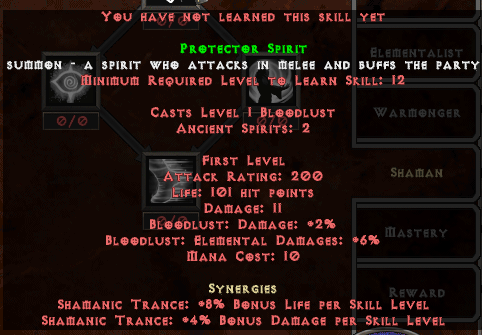 You have not learned this skill yet
Protector Spirit
summon - a spirit who attacks in melee and buffs the party
Minimum Required Level to Learn Skill: 12
Casts Level 1 Bloodlust
Ancient Spirits: 2
First Level
Attack Rating: 200
Life: 101 hit points
Damage: 11
Bloodlust: Damage: +2%
Bloodlust: Elemental Damages: +6%
Mana Cost: 10
Synergies
Shamanic Trance: +8% Bonus Life per Skill Level
Shamanic Trance: +4% Bonus Damage per Skill Level
0/0
0/0
Elementalist
Warmonger
Shaman
Mastery
Reward